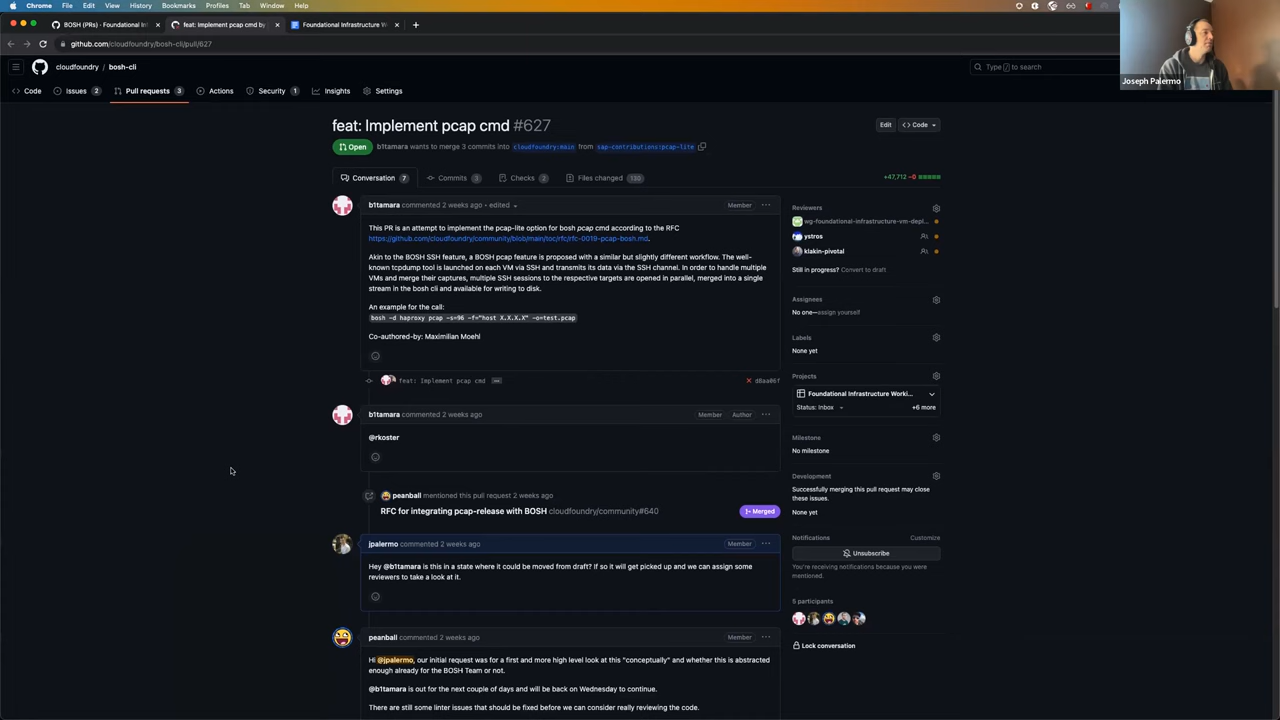 Chrome File Edit View History Bookmarks Profiles Tab Window Help
BOSH (PRs) - Foundational Inf
feat: Implement pcap cmd by
Foundational Infrastructure W
github.com/cloudfoundry/bosh-cli/pull/627
cloudfoundry / bosh-cli
Type / to search
Joseph Palermo
Code
Issues 2
Pull requests 3
Actions
Security 1
Insights
Settings
feat: Implement pcap cmd #627
Edit
<> Code
Open
b1tamara wants to merge 3 commits into cloudfoundry:main from sap-contributions:pcap-lite
Conversation 7
Commits 3
Checks 2
Files changed 130
+47,712 −0
b1tamara commented 2 weeks ago • edited
Member
This PR is an attempt to implement the pcap-lite option for bosh pcap cmd according to the RFC
https://github.com/cloudfoundry/community/blob/main/toc/rfc/rfc-0019-pcap-bosh.md.
Akin to the BOSH SSH feature, a BOSH pcap feature is proposed with a similar but slightly different workflow. The well-
known tcpdump tool is launched on each VM via SSH and transmits its data via the SSH channel. In order to handle multiple
VMs and merge their captures, multiple SSH sessions to the respective targets are opened in parallel, merged into a single
stream in the bosh cli and available for writing to disk.
An example for the call:
bosh -d haproxy pcap -s=96 -f="host X.X.X.X" -o=test.pcap
Co-authored-by: Maximilian Moehl
feat: Implement pcap cmd
d8aa06f
b1tamara commented 2 weeks ago
Member Author
@rkoster
peanball mentioned this pull request 2 weeks ago
RFC for integrating pcap-release with BOSH cloudfoundry/community#640
Merged
jpalermo commented 2 weeks ago
Member
Hey @b1tamara is this in a state where it could be moved from draft? If so it will get picked up and we can assign some
reviewers to take a look at it.
peanball commented 2 weeks ago
Member
Hi @jpalermo, our initial request was for a first and more high level look at this "conceptually" and whether this is abstracted
enough already for the BOSH Team or not.
@b1tamara is out for the next couple of days and will be back on Wednesday to continue.
There are still some linter issues that should be fixed before we can consider really reviewing the code.
Reviewers
wg-foundational-infrastructure-vm-depl...
ystros
klakin-pivotal
Still in progress? Convert to draft
Assignees
No one—assign yourself
Labels
None yet
Projects
Foundational Infrastructure Worki...
Status: Inbox
+6 more
Milestone
No milestone
Development
Successfully merging this pull request may close
these issues.
None yet
Notifications
Customize
Unsubscribe
You're receiving notifications because you were
mentioned.
5 participants
Lock conversation